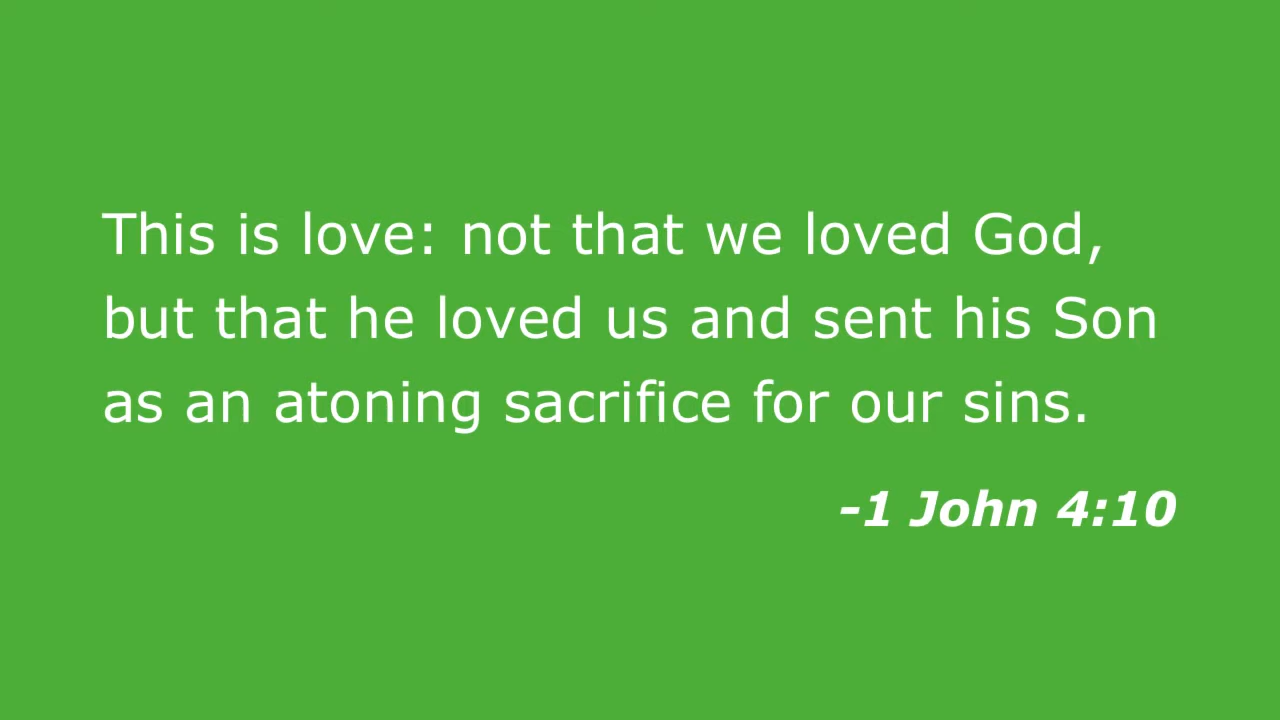 This is love: not that we loved God,
but that he loved us and sent his Son
as an atoning sacrifice for our sins.
-1 John 4:10